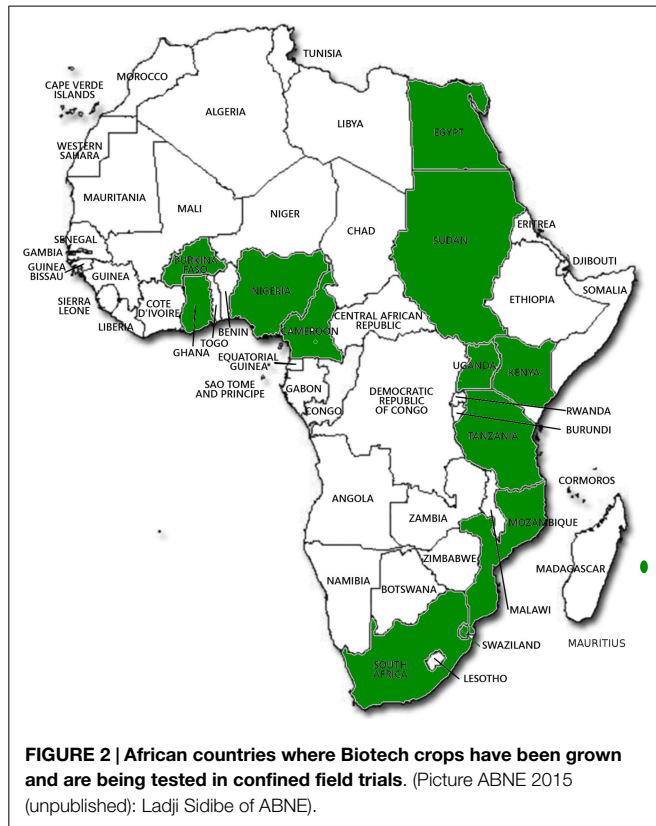 TUNISIA
MOROCCO
CAPE VERDE
ISLANDS
ALGERIA
LIBYA
EGYPT
WESTERN
SAHARA
MAURITANIA
MALI
NIGER
CHAD
SUDAN
ERITREA
SENEGAL
GAMBIA
GUINEA
BISSAU
GUINEA
BURKINA
FASO
NIGERIA
DJIBOUTI
SOMALIA
ETHIOPIA
SIERRA
LEONE
COTE
D'IVOIRE
LIBERIA
GHANA
TOGO
BENIN
CAMEROON
CENTRAL AFRICAN
REPUBLIC
EQUATORIAL
GUINEA
SAO TOME
AND PRINCIPE
GABON
CONGO
DEMOCRATIC
REPUBLIC
OF CONGO
UGANDA
KENYA
RWANDA
BURUNDI
TANZANIA
CORMOROS
ANGOLA
ZAMBIA
MOZAMBIQUE
ZIMBABWE
MADAGASCAR
NAMIBIA
BOTSWANA
MALAWI
MAURITIUS
SWAZILAND
SOUTH
AFRICA
LESOTHO
FIGURE 2 | African countries where Biotech crops have been grown
and are being tested in confined field trials. (Picture ABNE 2015
(unpublished): Ladji Sidibe of ABNE).